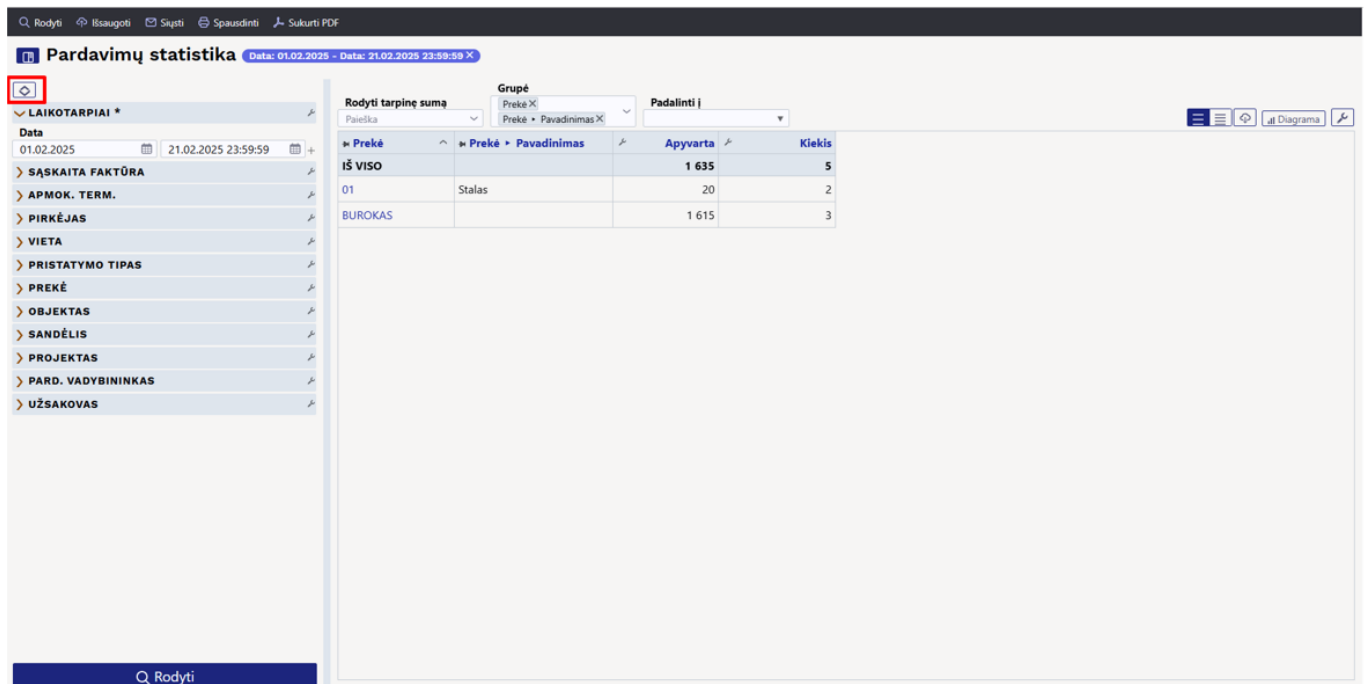 Rodyti Išsaugoti Siųsti Spausdinti Sukurti PDF
Pardavimų statistika Data: 01.02.2025 - Data: 21.02.2025 23:59:59 X
LAIKOTARPIAI *
Data
01.02.2025 21.02.2025 23:59:59 +
SĄSKAITA FAKTŪRA
APMOK. TERM.
PIRKĖJAS
VIETA
PRISTATYMO TIPAS
PREKĖ
OBJEKTAS
SANDĖLIS
PROJEKTAS
PARD. VADYBININKAS
UŽSAKOVAS
Rodyti
Rodyti tarpinę sumą Grupė Padalinti į
Paieška Prekė X
Prekė ▸ Pavadinimas X
Diagrama
Prekė Prekė ▸ Pavadinimas Apyvarta Kiekis
IŠ VISO 1 635 5
01 Stalas 20 2
BUROKAS 1 615 3